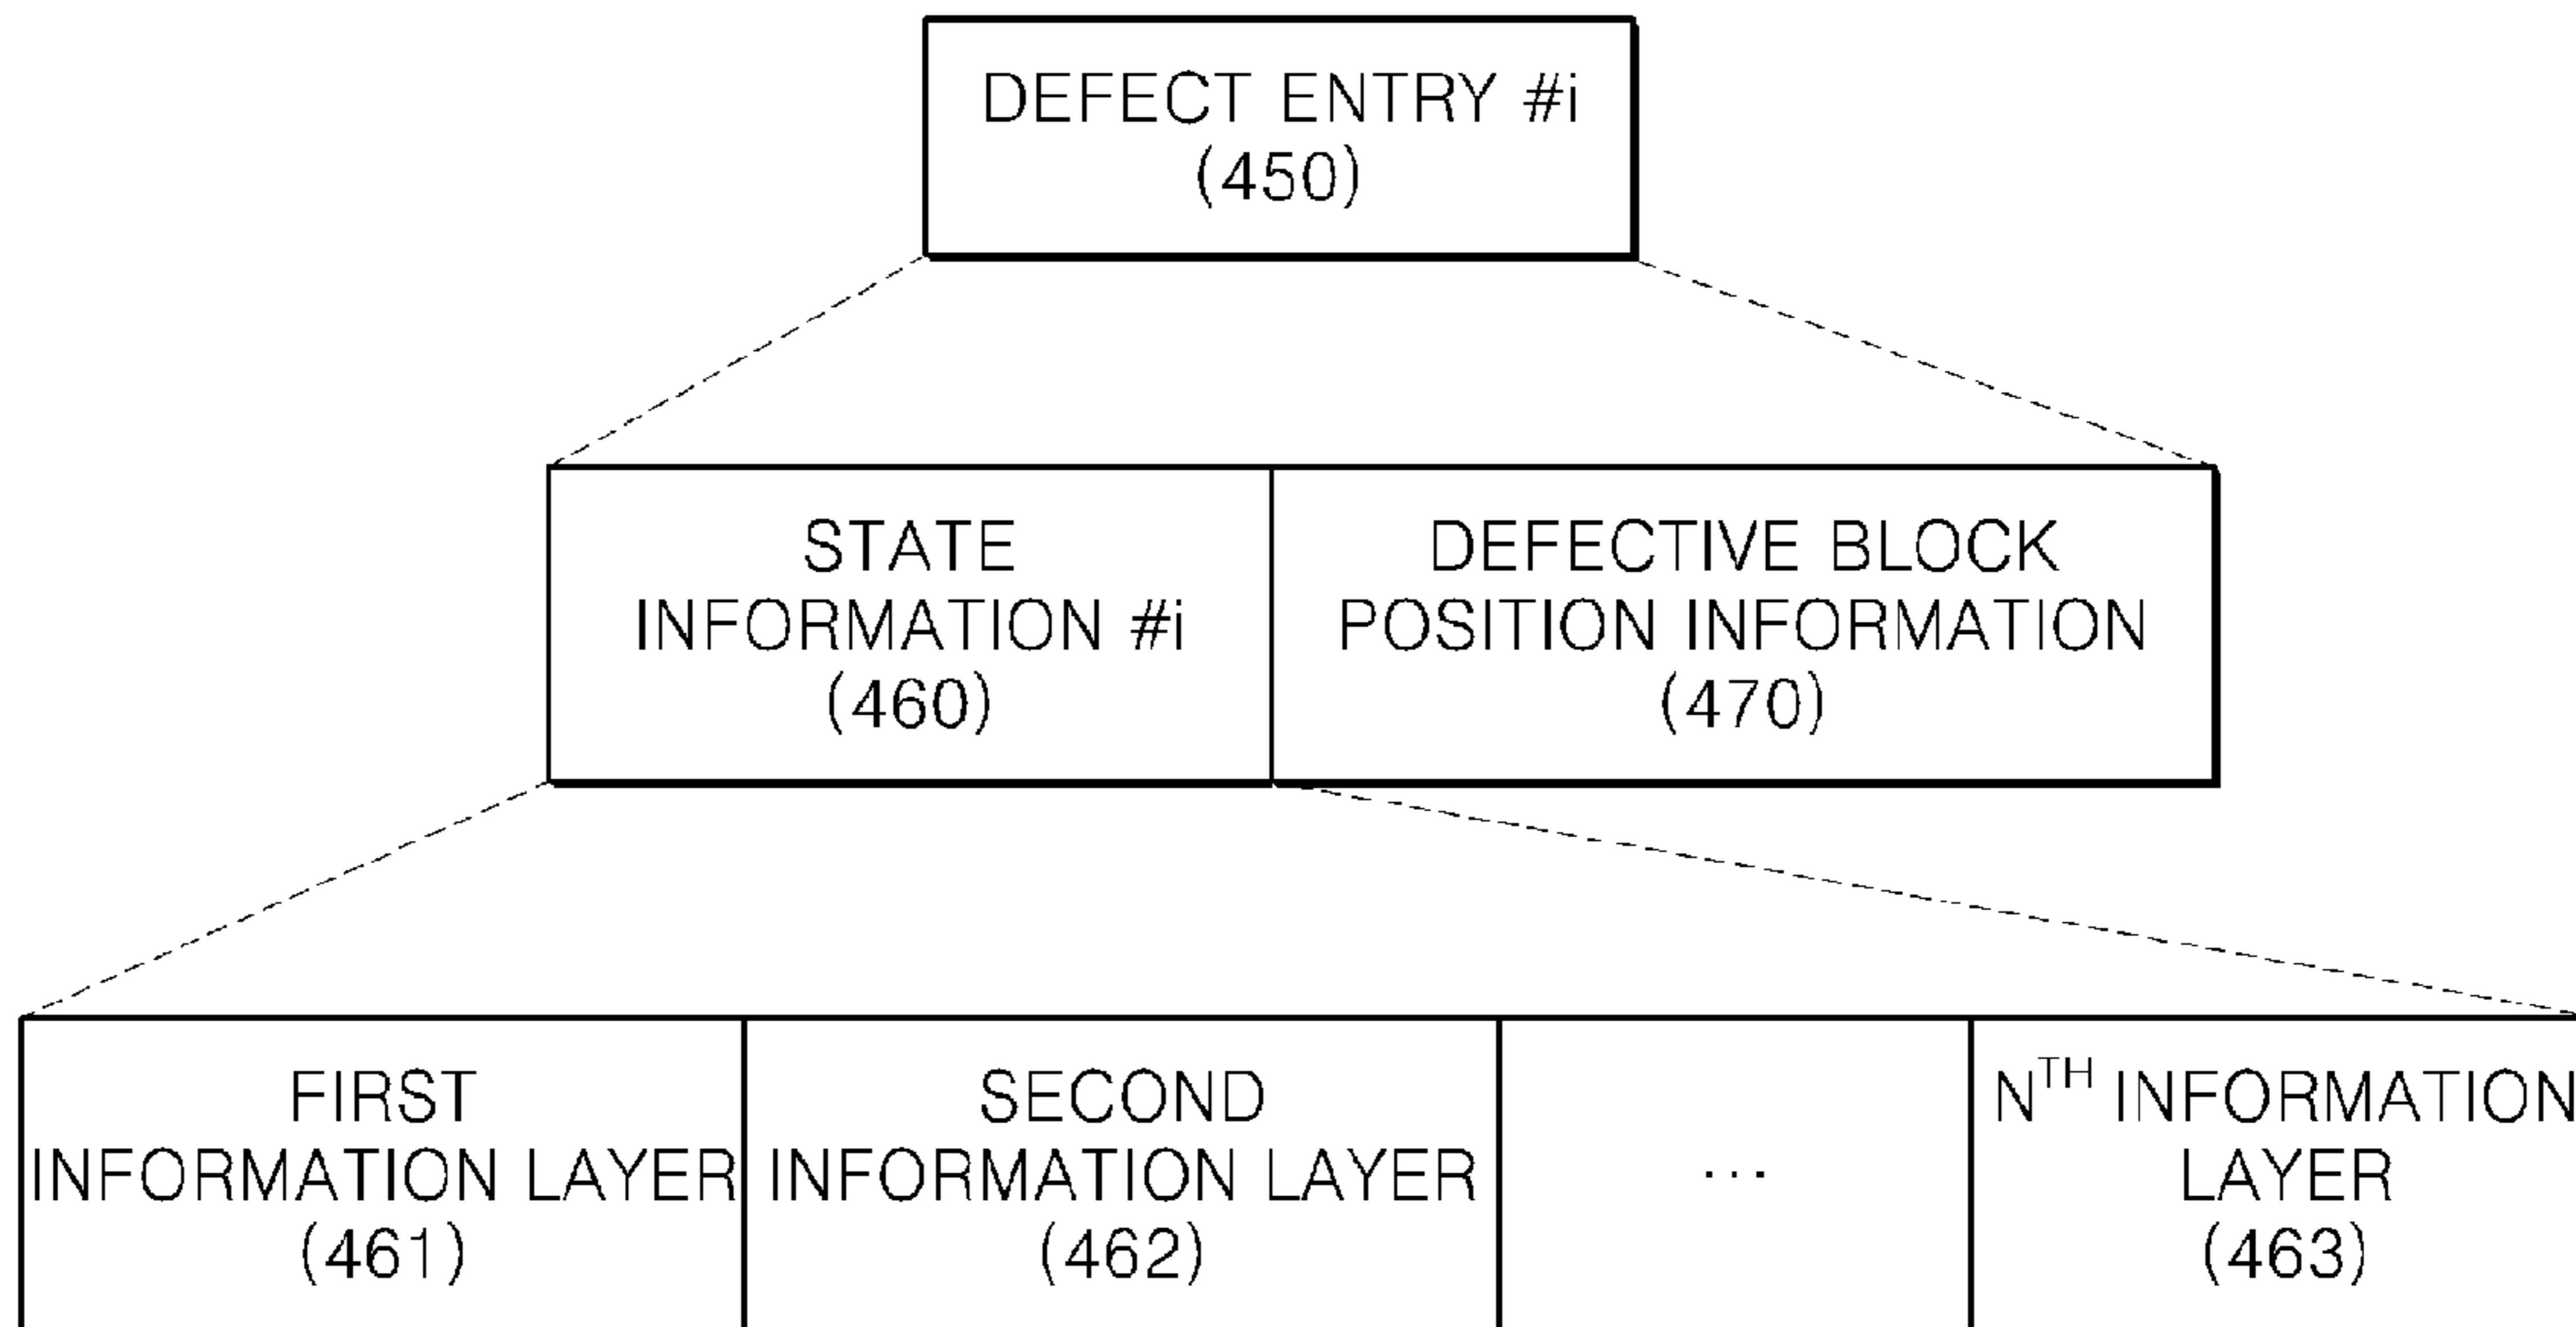 DEFECT ENTRY #i
(450)
STATE
INFORMATION #i
(460)
DEFECTIVE BLOCK
POSITION INFORMATION
(470)
FIRST
INFORMATION LAYER
(461)
SECOND
INFORMATION LAYER
(462)
...
NTH INFORMATION
LAYER
(463)